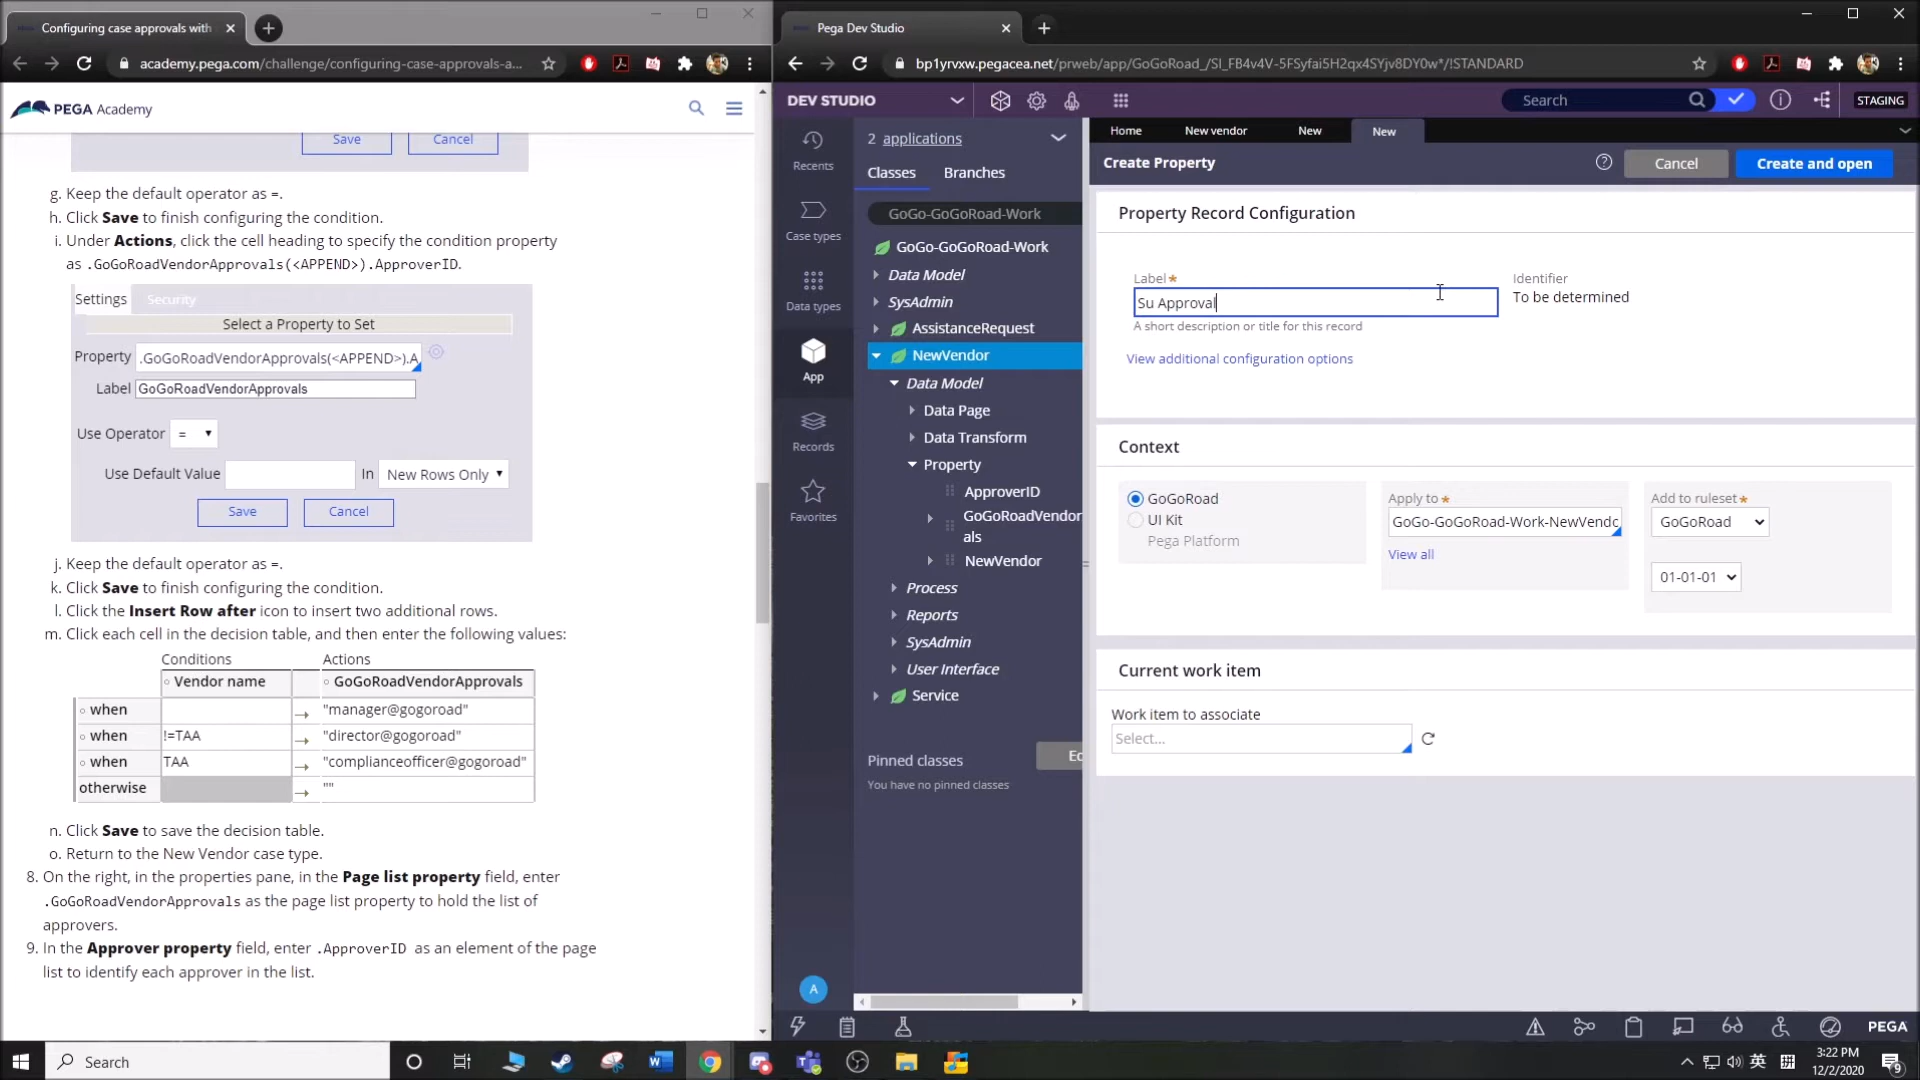 Configuring case approvals with
academy.pega.com/challenge/configuring-case-approvals-a...
PEGA Academy
Save Cancel
g. Keep the default operator as =.
h. Click Save to finish configuring the condition.
i. Under Actions, click the cell heading to specify the condition property
as .GoGoRoadVendorApprovals(<APPEND>).ApproverID.
Settings Security
Select a Property to Set
Property .GoGoRoadVendorApprovals(<APPEND>).A
Label GoGoRoadVendorApprovals
Use Operator =
Use Default Value In New Rows Only
Save Cancel
j. Keep the default operator as =.
k. Click Save to finish configuring the condition.
l. Click the Insert Row after icon to insert two additional rows.
m. Click each cell in the decision table, and then enter the following values:
Conditions Actions
Vendor name GoGoRoadVendorApprovals
when "manager@gogoroad"
when !=TAA "director@gogoroad"
when TAA "complianceofficer@gogoroad"
otherwise ""
n. Click Save to save the decision table.
o. Return to the New Vendor case type.
8. On the right, in the properties pane, in the Page list property field, enter
.GoGoRoadVendorApprovals as the page list property to hold the list of
approvers.
9. In the Approver property field, enter .ApproverID as an element of the page
list to identify each approver in the list.
Pega Dev Studio
bp1yrvxw.pegacea.net/prweb/app/GoGoRoad_/SI_FB4v4V-5FSyfai5H2qx4SYjv8DY0w*/!STANDARD
DEV STUDIO
Search
STAGING
Recents
Case types
Data types
App
Records
Favorites
A
2 applications
Classes Branches
GoGo-GoGoRoad-Work
GoGo-GoGoRoad-Work
Data Model
SysAdmin
AssistanceRequest
NewVendor
Data Model
Data Page
Data Transform
Property
ApproverID
GoGoRoadVendor
als
NewVendor
Process
Reports
SysAdmin
User Interface
Service
Pinned classes
Ec
You have no pinned classes
Home New vendor New New
Create Property
Cancel Create and open
Property Record Configuration
Label*
Identifier
Su Approval
To be determined
A short description or title for this record
View additional configuration options
Context
GoGoRoad
UI Kit
Pega Platform
Apply to *
GoGo-GoGoRoad-Work-NewVendc
View all
Add to ruleset*
GoGoRoad
01-01-01
Current work item
Work item to associate
Select...
PEGA
Search
英
拼
3:22 PM
12/2/2020
9